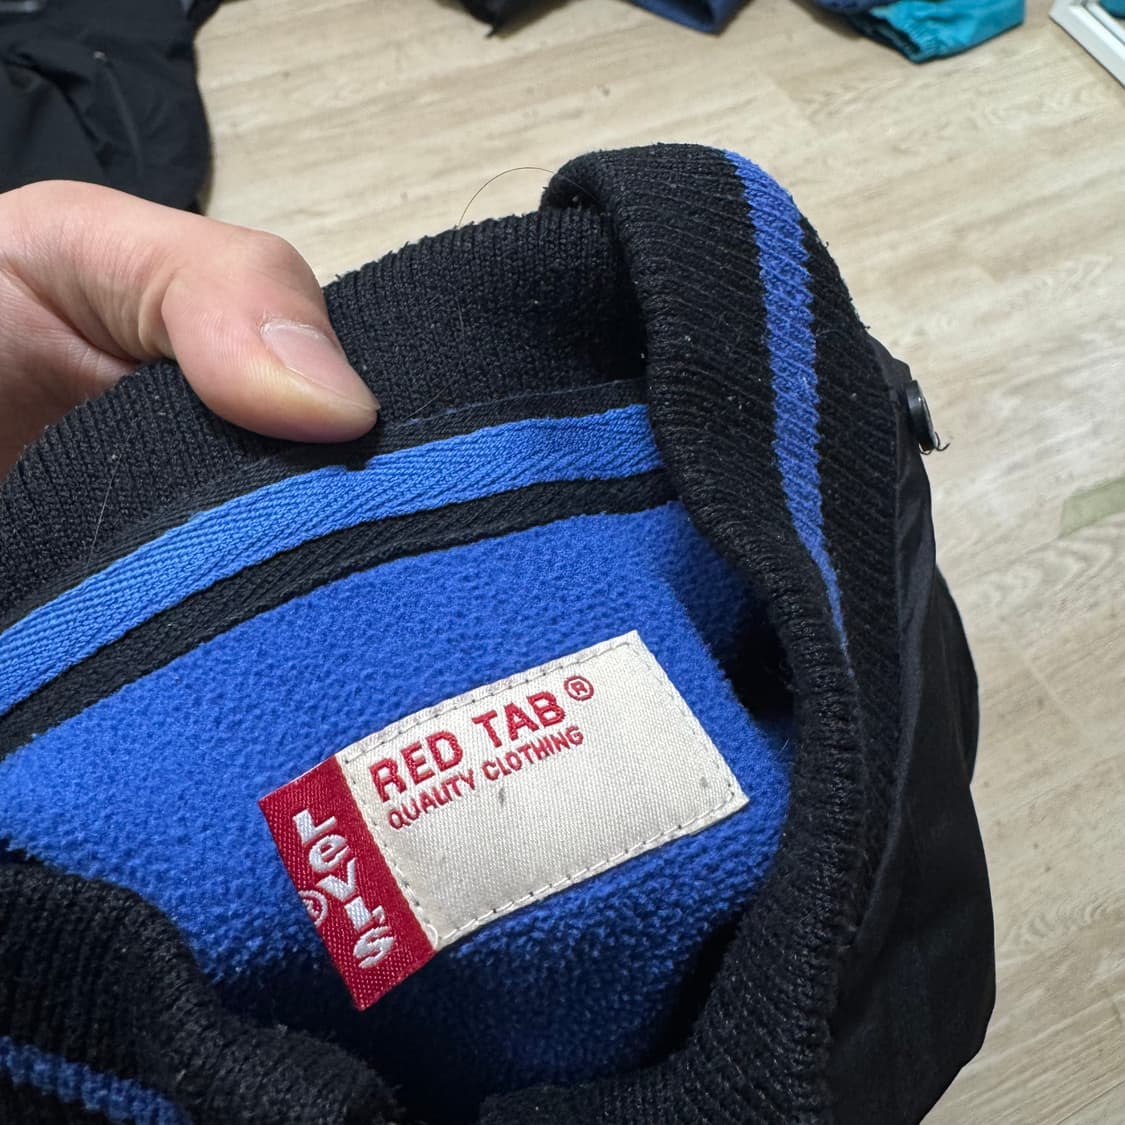 RED TAB®
QUALITY CLOTHING
Levi's®